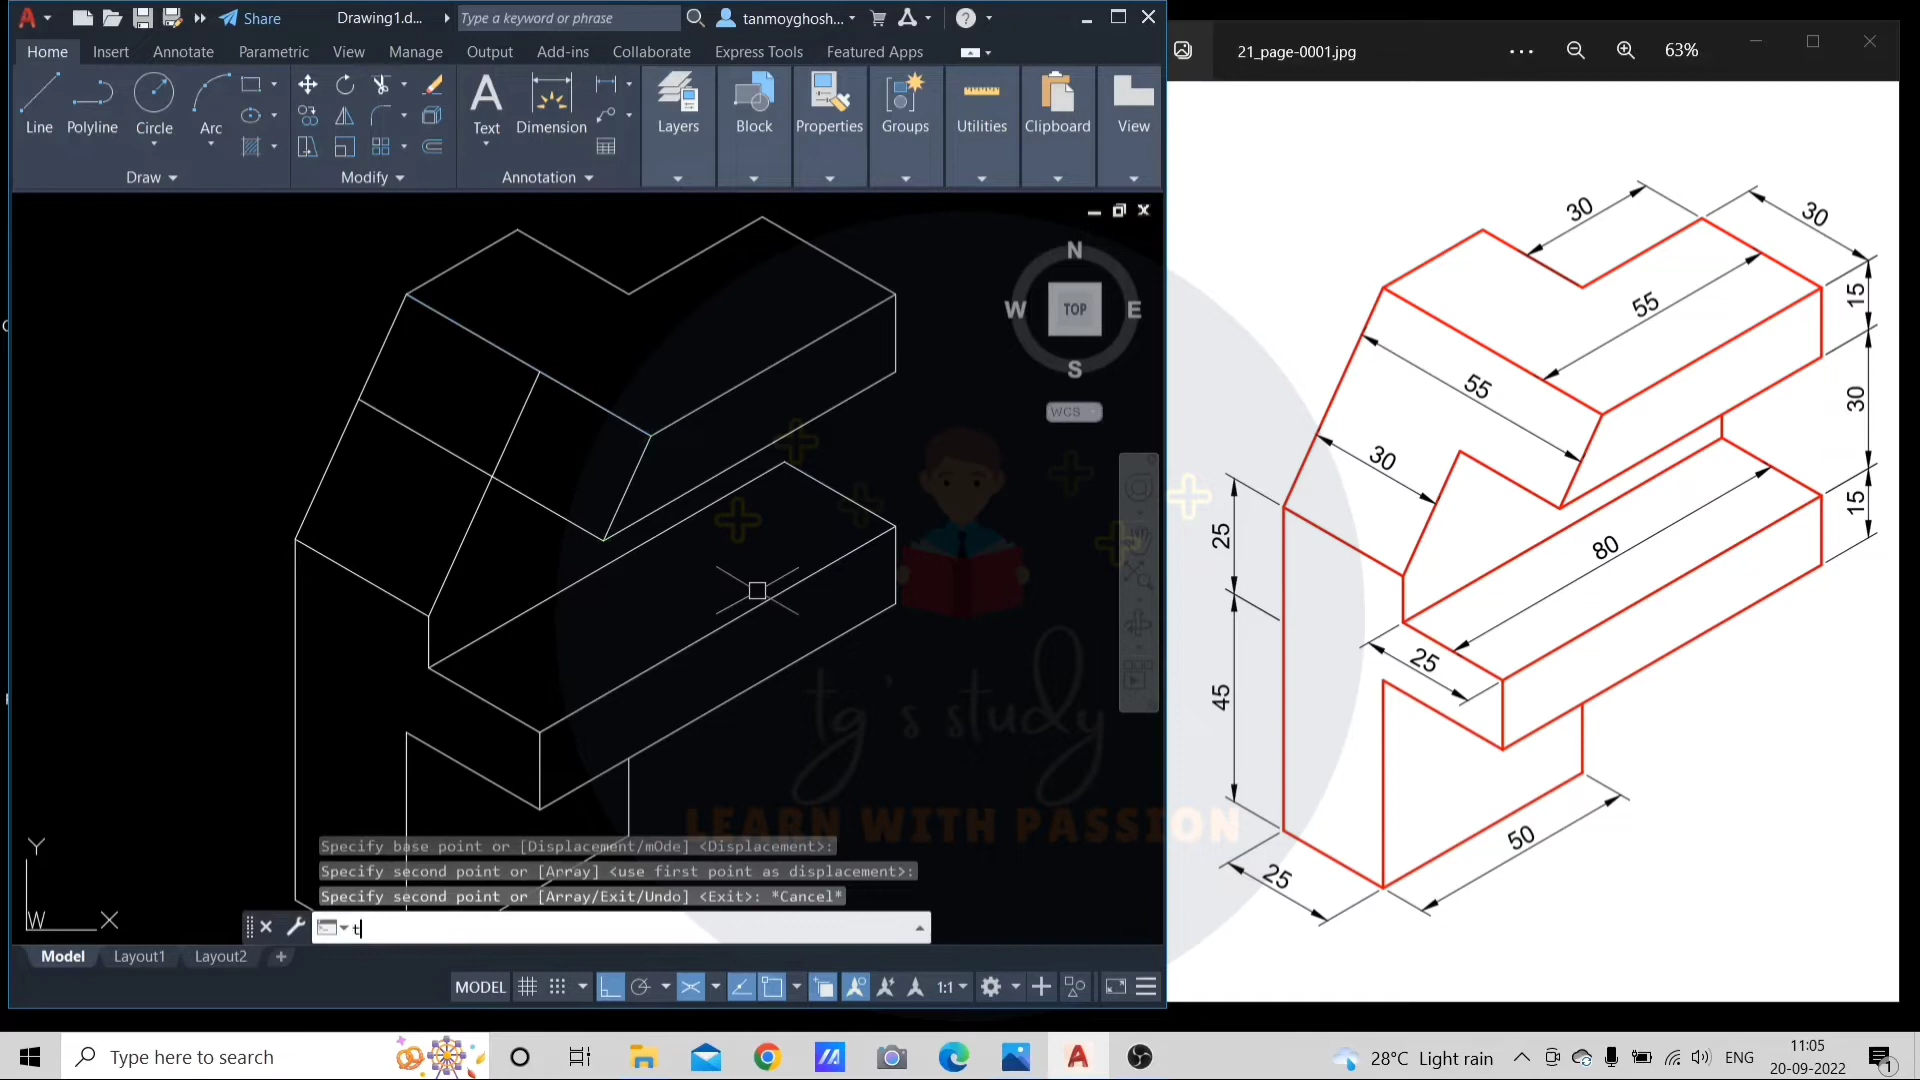 Share
Drawing1.d...
Type a keyword or phrase
tanmoyghosh...
Home
Insert
Annotate
Parametric
View
Manage
Output
Add-ins
Collaborate
Express Tools
Featured Apps
Line
Polyline
Circle
Arc
Text
Dimension
Layers
Block
Properties
Groups
Utilities
Clipboard
View
Draw
Modify
Annotation
21_page-0001.jpg
63%
N
W
TOP
E
S
WCS
30
30
15
55
55
30
30
25
15
80
25
45
50
25
tg's study
LEARN WITH PASSION
Y
W
X
Specify base point or [Displacement/mOde] <Displacement>:
Specify second point or [Array] <use first point as displacement>:
Specify second point or [Array/Exit/Undo] <Exit>: *Cancel*
t
Model
Layout1
Layout2
MODEL
1:1
Type here to search
28°C Light rain
ENG
11:05
20-09-2022
1